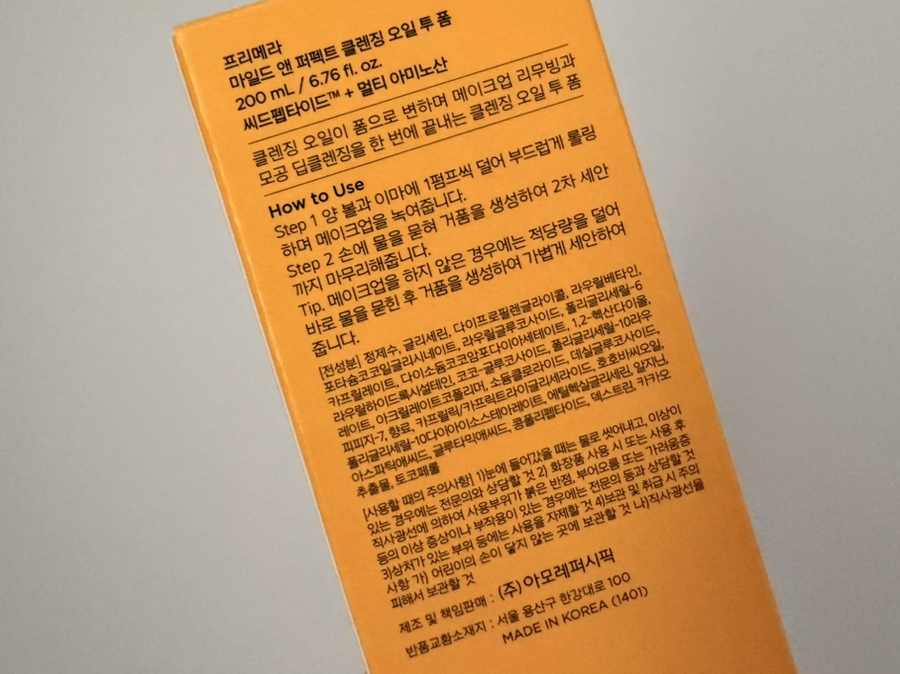 프리메라
마일드 앤 퍼펙트 클렌징 오일 투 폼
200 mL / 6.76 fl. oz.
씨드펩타이드™ + 멀티 아미노산
클렌징 오일이 폼으로 변하며 메이크업 리무빙과
모공 딥클렌징을 한 번에 끝내는 클렌징 오일 투 폼
How to Use
Step 1 양 볼과 이마에 1펌프씩 덜어 부드럽게 롤링
하며 메이크업을 녹여줍니다.
Step 2 손에 물을 묻혀 거품을 생성하여 2차 세안
까지 마무리해줍니다.
Tip. 메이크업을 하지 않은 경우에는 적당량을 덜어
바로 물을 묻힌 후 거품을 생성하여 가볍게 세안하여
줍니다.
[전성분] 정제수, 글리세린, 다이프로필렌글라이콜, 라우릴베타인,
포타슘코코일글리시네이트, 라우릴글루코사이드, 폴리글리세릴-6
카프릴레이트, 다이소듐코코암포다이아세테이트, 1,2-헥산다이올,
라우릴하이드록시설테인, 코코-글루코사이드, 폴리글리세릴-10라우
레이트, 아크릴레이트코폴리머, 소듐클로라이드, 데실글루코사이드,
피피지-7, 향료, 카프릴릭/카프릭트라이글리세라이드, 호호바씨오일,
폴리글리세릴-10다이아이소스테아레이트, 에틸헥실글리세린, 알지닌,
아스파틱애씨드, 글루타믹애씨드, 콩폴리펩타이드, 덱스트린, 카카오
추출물, 토코페롤
[사용할 때의 주의사항] 1)눈에 들어갔을 때는 물로 씻어내고, 이상이
있는 경우에는 전문의와 상담할 것 2) 화장품 사용 시 또는 사용 후
직사광선에 의하여 사용부위가 붉은 반점, 부어오름 또는 가려움증
등의 이상 증상이나 부작용이 있는 경우에는 전문의 등과 상담할 것
3)상처가 있는 부위 등에는 사용을 자제할 것 4)보관 및 취급 시 주의
사항 가) 어린이의 손이 닿지 않는 곳에 보관할 것 나)직사광선을
피해서 보관할 것
제조 및 책임판매 : (주)아모레퍼시픽
반품교환소재지 : 서울 용산구 한강대로 100
MADE IN KOREA (1401)